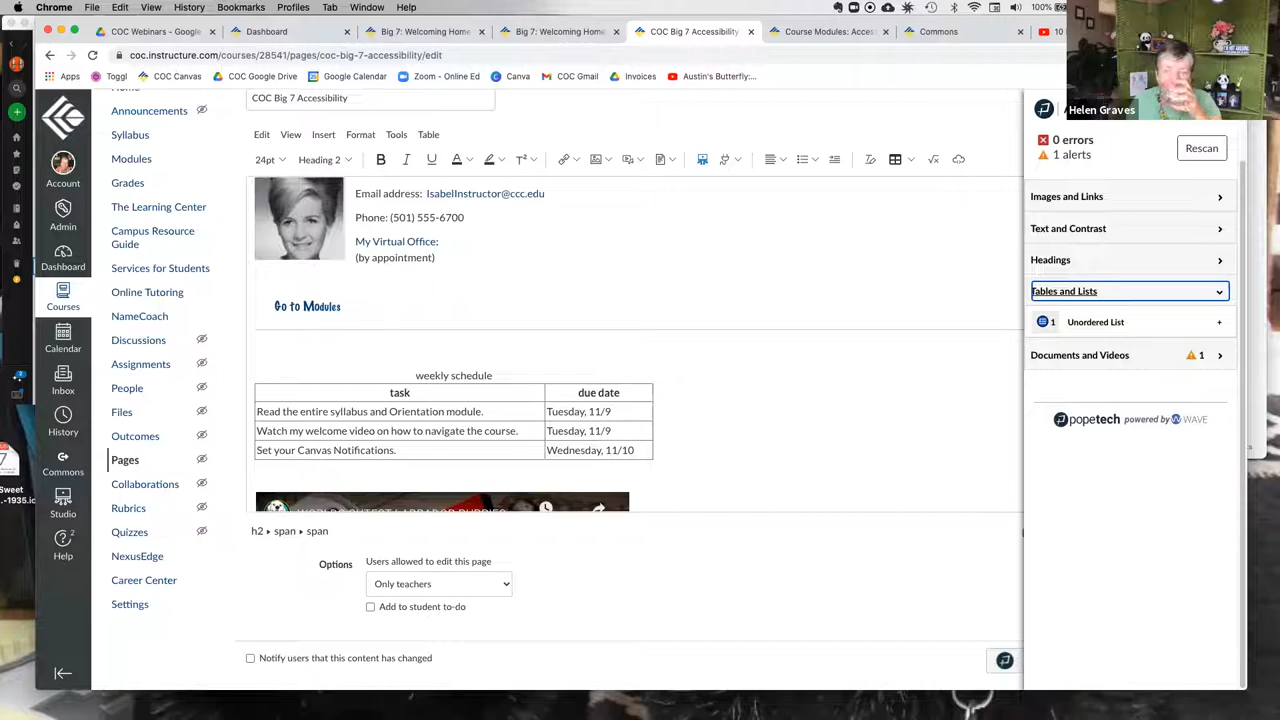 Chrome File Edit View History Bookmarks Profiles Tab Window Help 100%
COC Webinars - Google Dashboard Big 7: Welcoming Home Big 7: Welcoming Home COC Big 7 Accessibility Course Modules: Acces Commons 10
coc.instructure.com/courses/28541/pages/coc-big-7-accessibility/edit
Apps Toggl COC Canvas COC Google Drive Google Calendar Zoom - Online Ed Canva COC Gmail Invoices Austin's Butterfly:...
Helen Graves
Account
Admin
Dashboard
Courses
Calendar
Inbox
History
Commons
Studio
2
Help
Home
Announcements
Syllabus
Modules
Grades
The Learning Center
Campus Resource
Guide
Services for Students
Online Tutoring
NameCoach
Discussions
Assignments
People
Files
Outcomes
Pages
Collaborations
Rubrics
Quizzes
NexusEdge
Career Center
Settings
COC Big 7 Accessibility
Edit View Insert Format Tools Table
24pt Heading 2 B I U A T²
Email address: IsabelInstructor@ccc.edu
Phone: (501) 555-6700
My Virtual Office:
(by appointment)
Go to Modules
weekly schedule
task due date
Read the entire syllabus and Orientation module. Tuesday, 11/9
Watch my welcome video on how to navigate the course. Tuesday, 11/9
Set your Canvas Notifications. Wednesday, 11/10
h2 span span
Options Users allowed to edit this page
Only teachers
Add to student to-do
Notify users that this content has changed
0 errors
1 alerts
Rescan
Images and Links
Text and Contrast
Headings
Tables and Lists
1 Unordered List +
Documents and Videos 1
popetech powered by WAVE
Sweet
-1935.ic